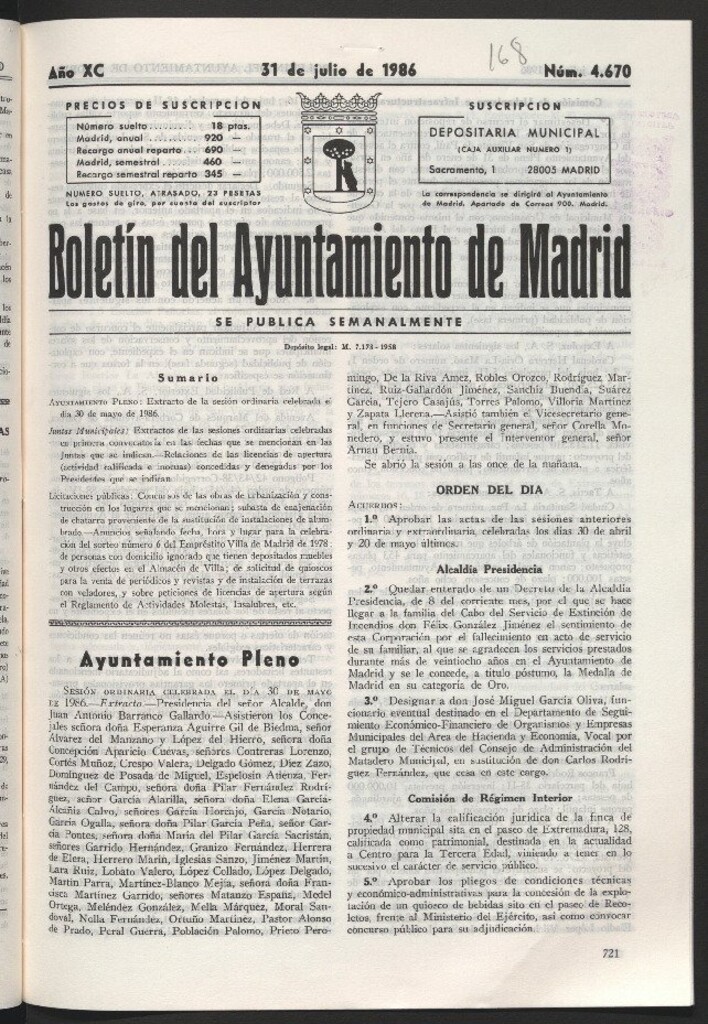 168
Año XC
31 de julio de 1986
Núm. 4.670
PRECIOS DE SUSCRIPCION
Número suelto.......... 18 ptas.
Madrid, anual .......... 920 —
Recargo anual reparto... 690 —
Madrid, semestral ...... 460 —
Recargo semestral reparto 345 —
NUMERO SUELTO, ATRASADO, 23 PESETAS
Los gastos de giro, por cuenta del suscriptor
SUSCRIPCION
DEPOSITARIA MUNICIPAL
(CAJA AUXILIAR NUMERO 1)
Sacramento, 1 28005 MADRID
La correspondencia se dirigirá al Ayuntamiento
de Madrid. Apartado de Correos 900. Madrid.
Boletín del Ayuntamiento de Madrid
SE PUBLICA SEMANALMENTE
Depósito legal: M. 7.173 - 1958
Sumario
AYUNTAMIENTO PLENO: Extracto de la sesión ordinaria celebrada el
día 30 de mayo de 1986.
Juntas Municipales: Extractos de las sesiones ordinarias celebradas
en primera convocatoria en las fechas que se mencionan en las
Juntas que se indican.—Relaciones de las licencias de apertura
(actividad calificada e inocuas) concedidas y denegadas por los
Presidentes que se indican.
Licitaciones públicas: Concursos de las obras de urbanización y cons-
trucción en los lugares que se mencionan; subasta de enajenación
de chatarra proveniente de la sustitución de instalaciones de alum-
brado.—Anuncios señalando fecha, hora y lugar para la celebra-
ción del sorteo número 6 del Empréstito Villa de Madrid de 1978;
de personas con domicilio ignorado que tienen depositados muebles
y otros efectos en el Almacén de Villa; de solicitud de quioscos
para la venta de periódicos y revistas y de instalación de terrazas
con veladores, y sobre peticiones de licencias de apertura según
el Reglamento de Actividades Molestas, Insalubres, etc.
Ayuntamiento Pleno
SESIÓN ORDINARIA CELEBRADA EL DÍA 30 DE MAYO
DE 1986.—Extracto.—Presidencia del señor Alcalde, don
Juan Antonio Barranco Gallardo.—Asistieron los Conce-
jales señora doña Esperanza Aguirre Gil de Biedma, señor
Álvarez del Manzano y López del Hierro, señora doña
Concepción Aparicio Cuevas, señores Contreras Lorenzo,
Cortés Muñoz, Crespo Valera, Delgado Gómez, Díez Zazo,
Domínguez de Posada de Miguel, Espelosín Atienza, Fer-
nández del Campo, señora doña Pilar Fernández Rodrí-
guez, señor García Alarilla, señora doña Elena García-
Alcañiz Calvo, señores García Horcajo, García Notario,
García Ogalla, señora doña Pilar García Peña, señor Gar-
cía Pontes, señora doña María del Pilar García Sacristán,
señores Garrido Hernández, Granizo Fernández, Herrera
de Elera, Herrero Marín, Iglesias Sanzo, Jiménez Martín,
Lara Ruiz, Lobato Valero, López Collado, López Delgado,
Martín Parra, Martínez-Blanco Mejía, señora doña Fran-
cisca Martínez Garrido, señores Matanzo España, Medel
Ortega, Meléndez González, Mella Márquez, Moral San-
doval, Nolla Fernández, Ortuño Martínez, Pastor Alonso
de Prado, Peral Guerra, Población Palomo, Prieto Pero-
mingo, De la Riva Amez, Robles Orozco, Rodríguez Mar-
tínez, Ruiz-Gallardón Jiménez, Sanchiz Buendía, Suárez
García, Tejero Casajús, Torres Palomo, Villoria Martínez
y Zapata Llerena.—Asistió también el Vicesecretario gene-
ral, en funciones de Secretario general, señor Corella Mo-
nedero, y estuvo presente el Interventor general, señor
Arnau Bernia.
Se abrió la sesión a las once de la mañana.
ORDEN DEL DIA
ACUERDOS:
1.º Aprobar las actas de las sesiones anteriores
ordinaria y extraordinaria, celebradas los días 30 de abril
y 20 de mayo últimos.
Alcaldía Presidencia
2.º Quedar enterado de un Decreto de la Alcaldía
Presidencia, de 8 del corriente mes, por el que se hace
llegar a la familia del Cabo del Servicio de Extinción de
Incendios don Félix González Jiménez el sentimiento de
esta Corporación por el fallecimiento en acto de servicio
de su familiar, al que se agradecen los servicios prestados
durante más de veintiocho años en el Ayuntamiento de
Madrid y se le concede, a título póstumo, la Medalla de
Madrid en su categoría de Oro.
3.º Designar a don José Miguel García Oliva, fun-
cionario eventual destinado en el Departamento de Segui-
miento Económico-Financiero de Organismos y Empresas
Municipales del Area de Hacienda y Economía, Vocal por
el grupo de Técnicos del Consejo de Administración del
Matadero Municipal, en sustitución de don Carlos Rodrí-
guez Fernández, que cesa en este cargo.
Comisión de Régimen Interior
4.º Alterar la calificación jurídica de la finca de
propiedad municipal sita en el paseo de Extremadura, 128,
calificada como patrimonial, destinada en la actualidad
a Centro para la Tercera Edad, viniendo a tener en lo
sucesivo el carácter de servicio público.
5.º Aprobar los pliegos de condiciones técnicas
y económico-administrativas para la concesión de la explo-
tación de un quiosco de bebidas sito en el paseo de Reco-
letos, frente al Ministerio del Ejército, así como convocar
concurso público para su adjudicación.
721